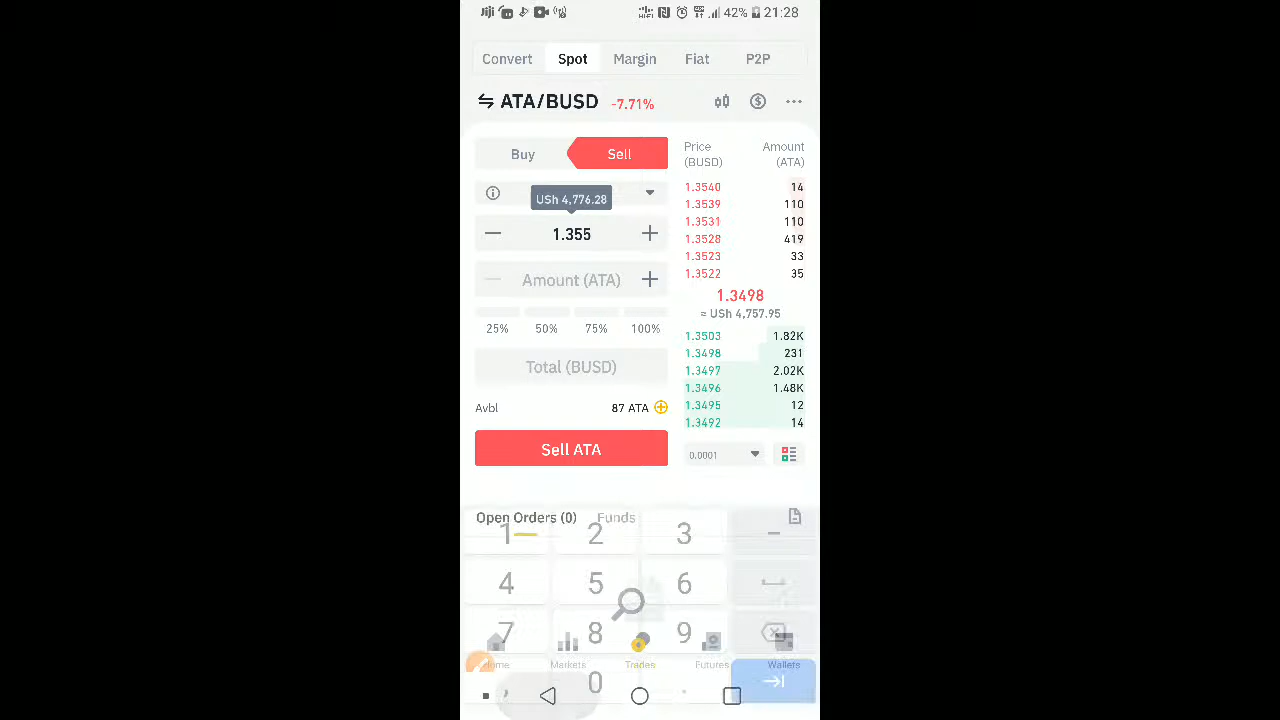 Jiji 42% 21:28
Convert Spot Margin Fiat P2P
ATA/BUSD -7.71%
Buy Sell
USh 4,776.28
1.355
Amount (ATA)
25% 50% 75% 100%
Total (BUSD)
Avbl 87 ATA
Sell ATA
Price (BUSD) Amount (ATA)
1.3540 14
1.3539 110
1.3531 110
1.3528 419
1.3523 33
1.3522 35
1.3498
≈ USh 4,757.95
1.3503 1.82K
1.3498 231
1.3497 2.02K
1.3496 1.48K
1.3495 12
1.3492 14
0.0001
Open Orders (0) Funds
1 2 3 -
4 5 6
7 8 9
Home Markets Trades Futures Wallets
, 0 .